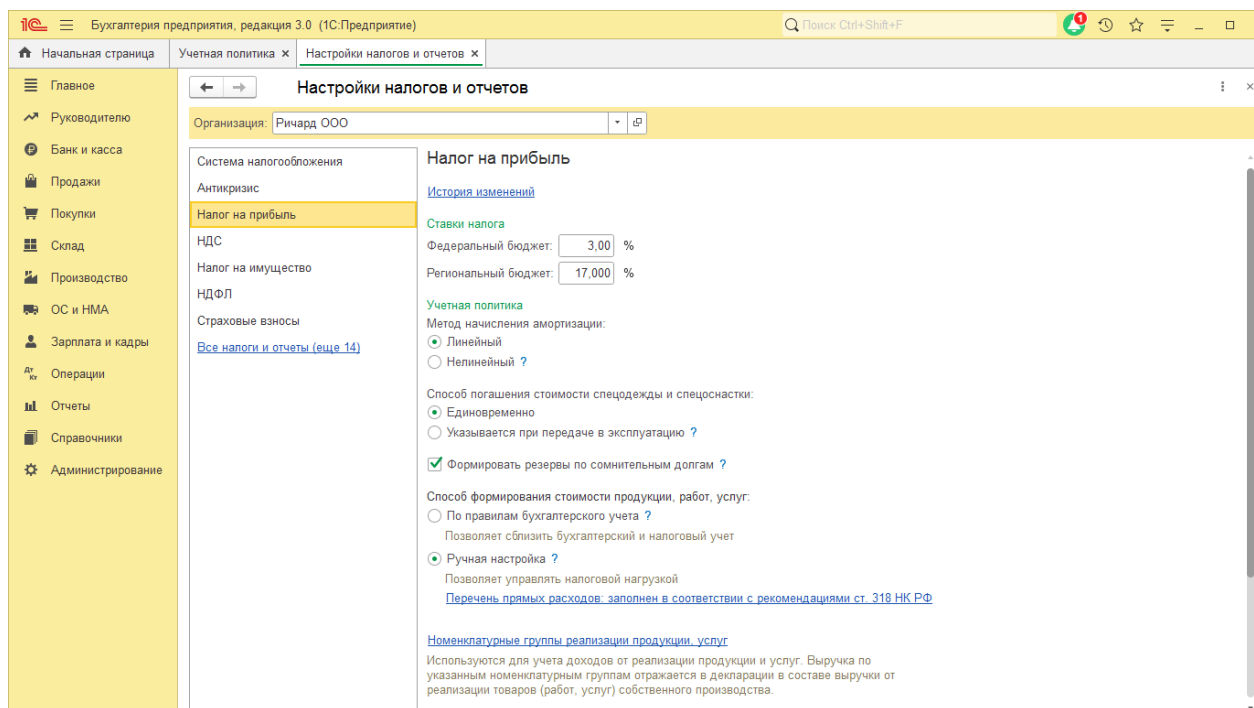 1С Бухгалтерия предприятия, редакция 3.0 (1С:Предприятие) Поиск Ctrl+Shift+F 1
Начальная страница Учетная политика × Настройки налогов и отчетов ×
Главное
Руководителю
Банк и касса
Продажи
Покупки
Склад
Производство
ОС и НМА
Зарплата и кадры
Дт Кт Операции
Отчеты
Справочники
Администрирование
Настройки налогов и отчетов
Организация: Ричард ООО
Система налогообложения
Антикризис
Налог на прибыль
НДС
Налог на имущество
НДФЛ
Страховые взносы
Все налоги и отчеты (еще 14)
Налог на прибыль
История изменений
Ставки налога
Федеральный бюджет: 3,00 %
Региональный бюджет: 17,000 %
Учетная политика
Метод начисления амортизации:
Линейный
Нелинейный ?
Способ погашения стоимости спецодежды и спецоснастки:
Единовременно
Указывается при передаче в эксплуатацию ?
Формировать резервы по сомнительным долгам ?
Способ формирования стоимости продукции, работ, услуг:
По правилам бухгалтерского учета ?
Позволяет сблизить бухгалтерский и налоговый учет
Ручная настройка ?
Позволяет управлять налоговой нагрузкой
Перечень прямых расходов: заполнен в соответствии с рекомендациями ст. 318 НК РФ
Номенклатурные группы реализации продукции, услуг
Используются для учета доходов от реализации продукции и услуг. Выручка по
указанным номенклатурным группам отражается в декларации в составе выручки от
реализации товаров (работ, услуг) собственного производства.